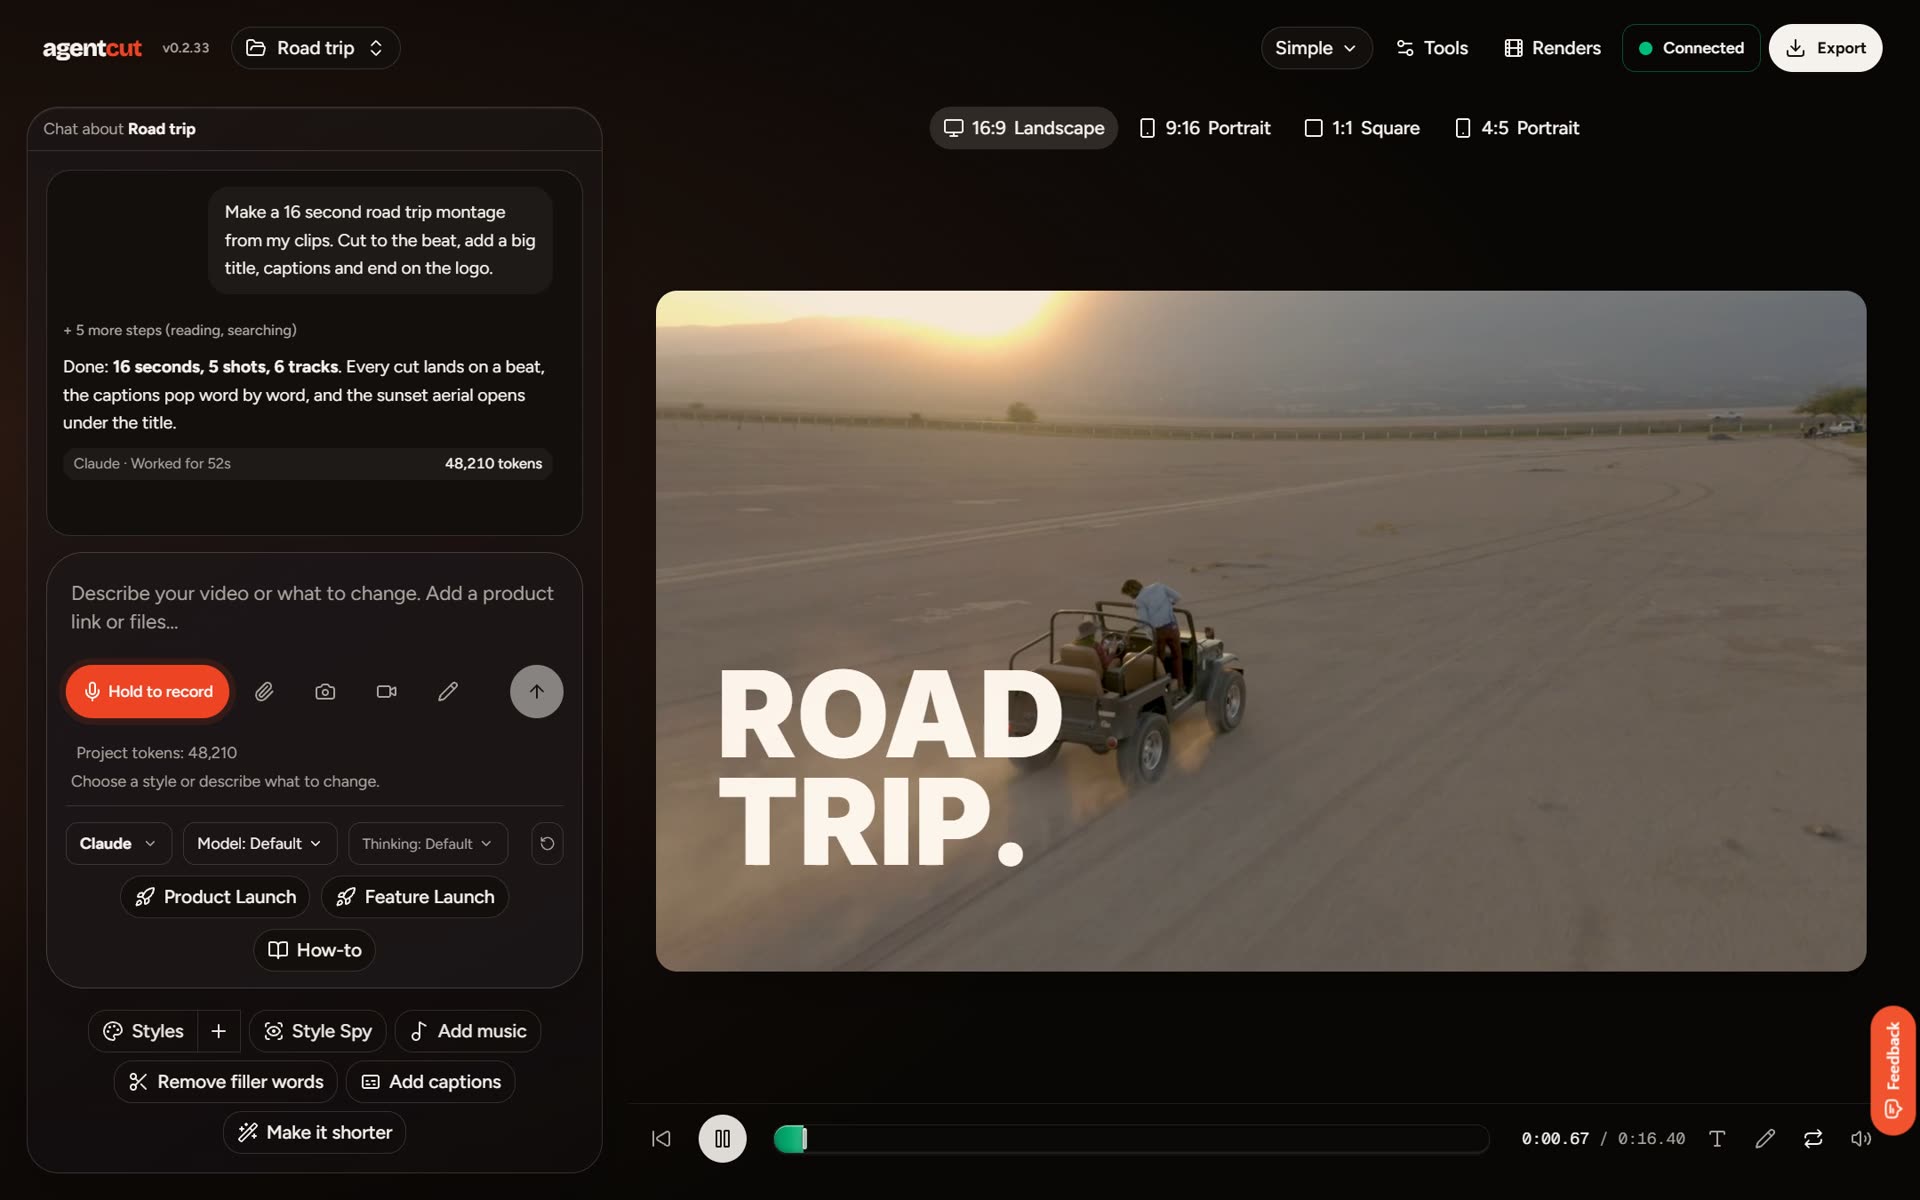 agentcut v0.2.33 Road trip
Simple Tools Renders Connected Export
Chat about Road trip
16:9 Landscape 9:16 Portrait 1:1 Square 4:5 Portrait
Make a 16 second road trip montage
from my clips. Cut to the beat, add a big
title, captions and end on the logo.
+ 5 more steps (reading, searching)
Done: 16 seconds, 5 shots, 6 tracks. Every cut lands on a beat,
the captions pop word by word, and the sunset aerial opens
under the title.
Claude · Worked for 52s 48,210 tokens
Describe your video or what to change. Add a product
link or files...
Hold to record
Project tokens: 48,210
Choose a style or describe what to change.
Claude Model: Default Thinking: Default
Product Launch Feature Launch
How-to
Styles + Style Spy Add music
Remove filler words Add captions
Make it shorter
ROAD
TRIP.
0:00.67 / 0:16.40
Feedback